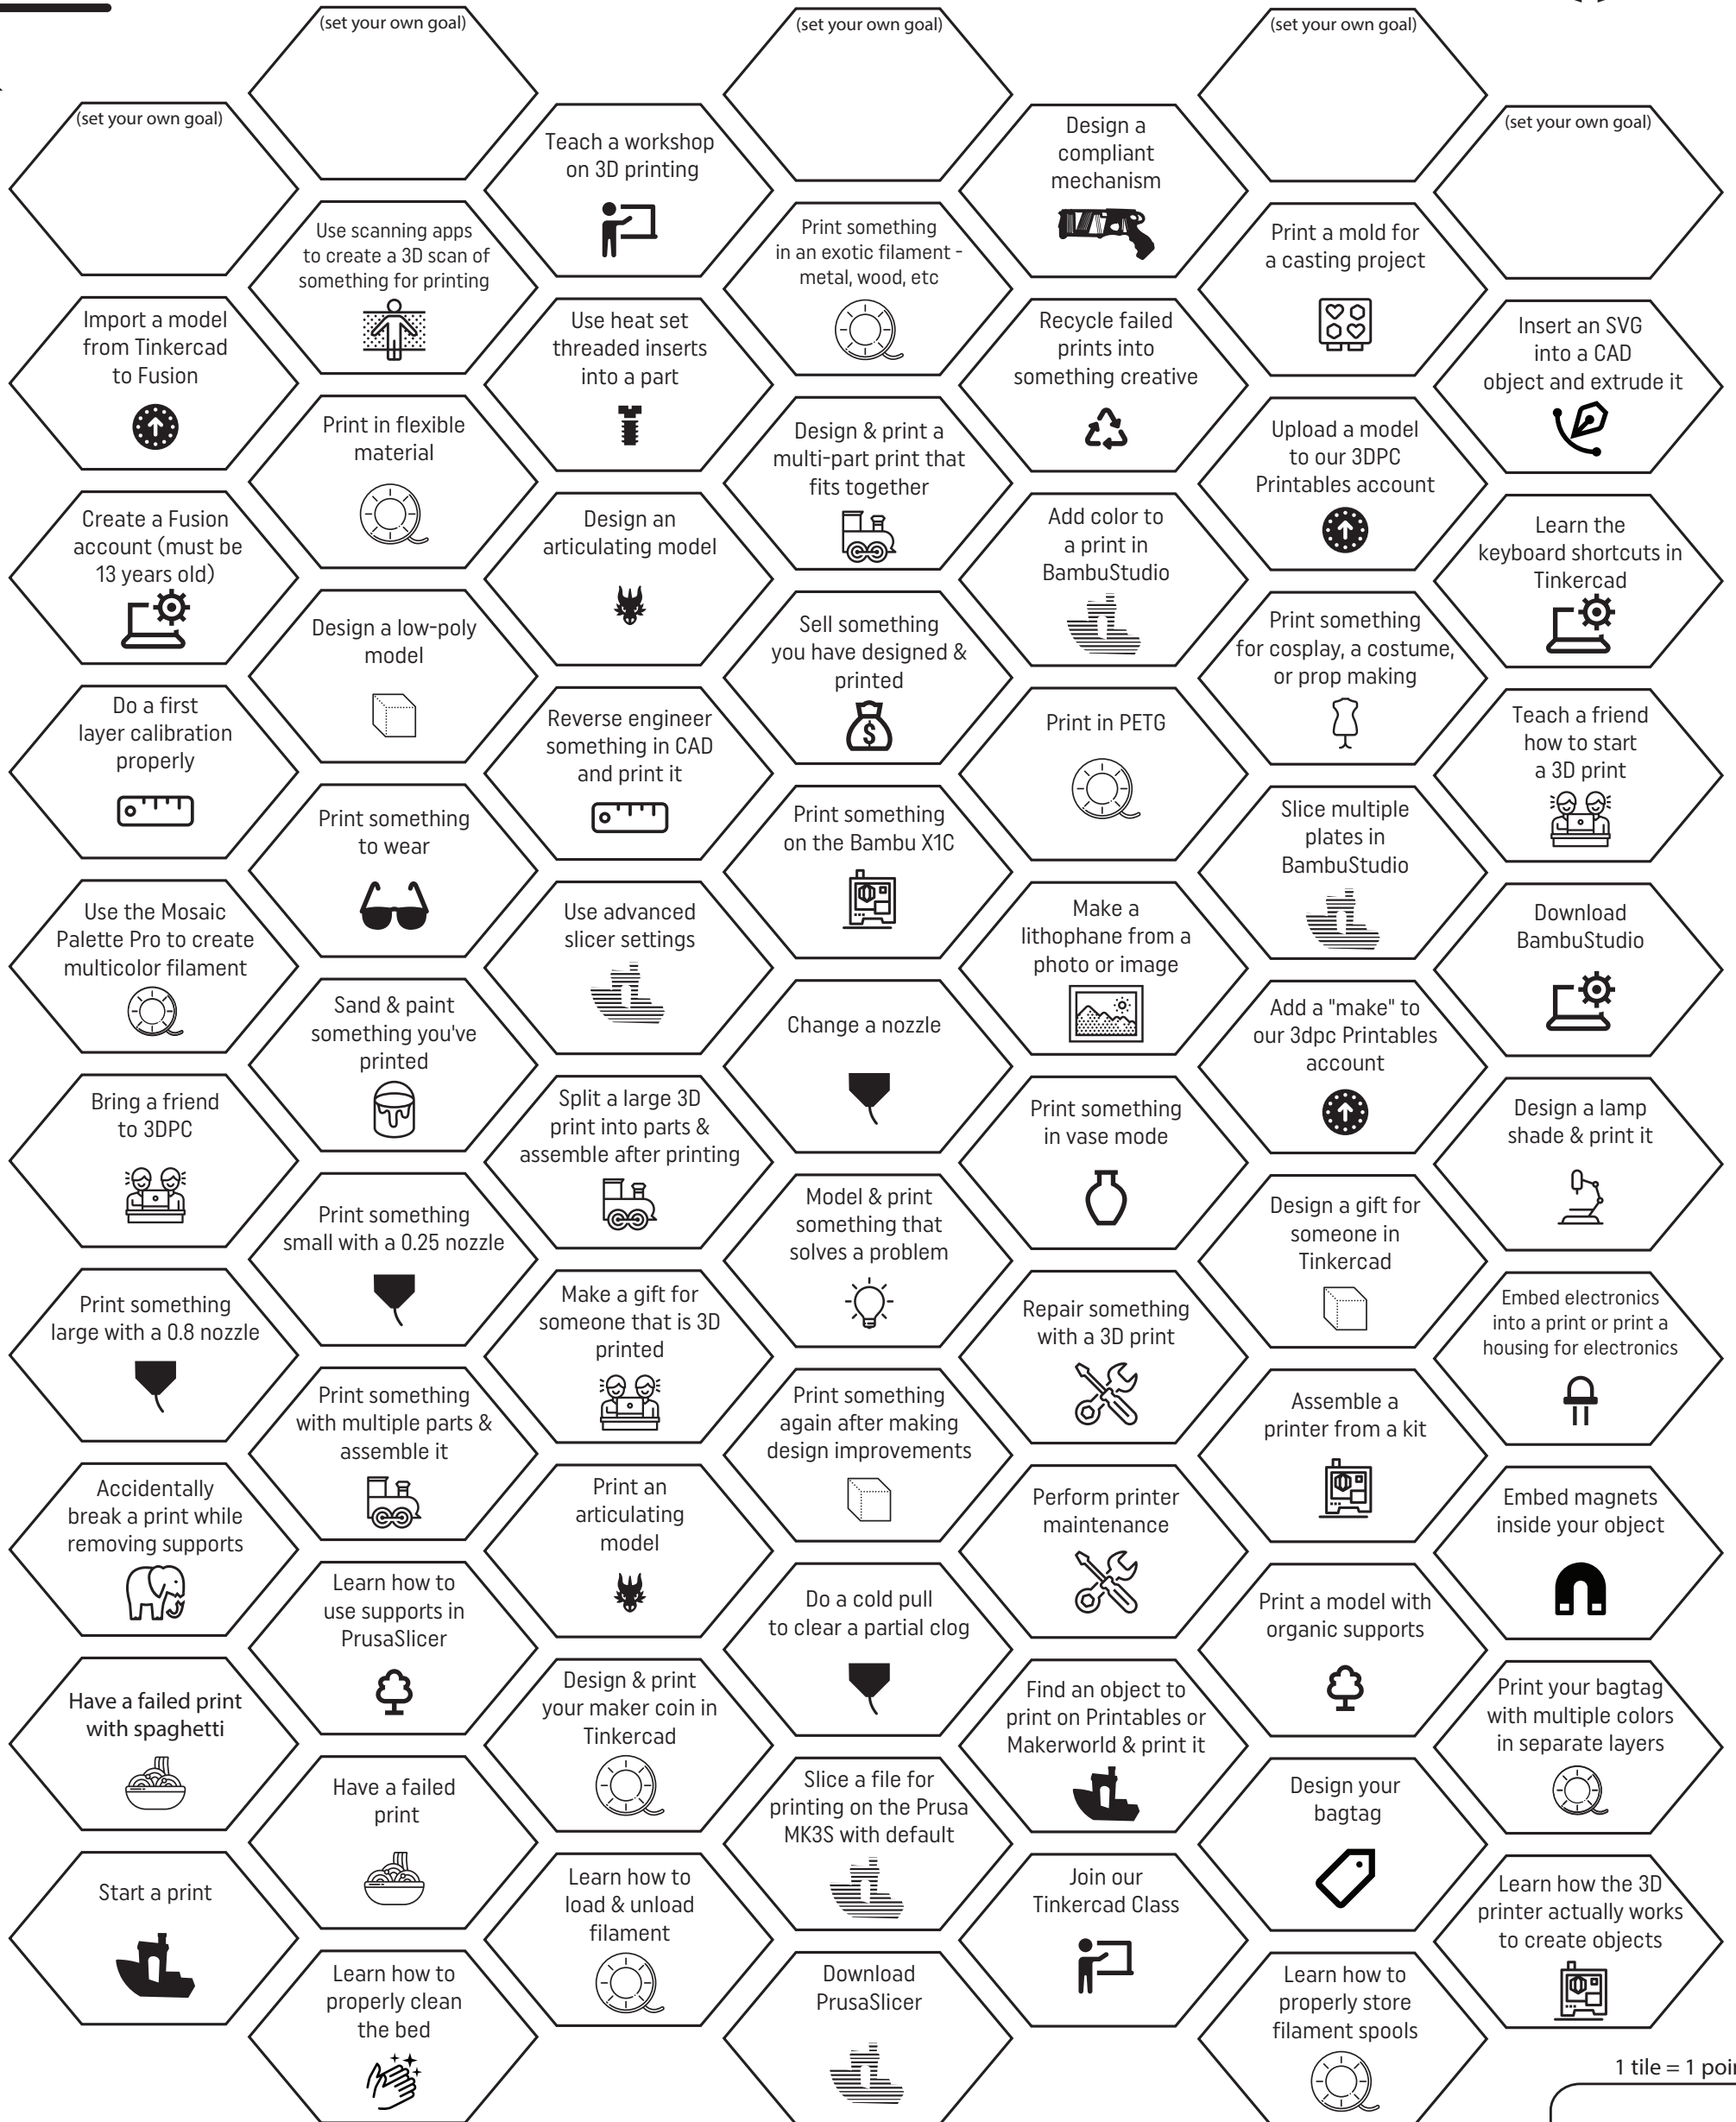 (set your own goal)
(set your own goal)
(set your own goal)
(set your own goal)
Teach a workshop
on 3D printing
Design a
compliant
mechanism
(set your own goal)
Use scanning apps
to create a 3D scan of
something for printing
Print something
in an exotic filament -
metal, wood, etc
Print a mold for
a casting project
Import a model
from Tinkercad
to Fusion
Use heat set
threaded inserts
into a part
Recycle failed
prints into
something creative
Insert an SVG
into a CAD
object and extrude it
Print in flexible
material
Design & print a
multi-part print that
fits together
Upload a model
to our 3DPC
Printables account
Create a Fusion
account (must be
13 years old)
Design an
articulating model
Add color to
a print in
BambuStudio
Learn the
keyboard shortcuts in
Tinkercad
Design a low-poly
model
Sell something
you have designed &
printed
$
Print something
for cosplay, a costume,
or prop making
Do a first
layer calibration
properly
Reverse engineer
something in CAD
and print it
Print in PETG
Teach a friend
how to start
a 3D print
Print something
to wear
Print something
on the Bambu X1C
Slice multiple
plates in
BambuStudio
Use the Mosaic
Palette Pro to create
multicolor filament
Use advanced
slicer settings
Make a
lithophane from a
photo or image
Download
BambuStudio
Sand & paint
something you've
printed
Change a nozzle
Add a "make" to
our 3dpc Printables
account
Bring a friend
to 3DPC
Split a large 3D
print into parts &
assemble after printing
Print something
in vase mode
Design a lamp
shade & print it
Print something
small with a 0.25 nozzle
Model & print
something that
solves a problem
Design a gift for
someone in
Tinkercad
Print something
large with a 0.8 nozzle
Make a gift for
someone that is 3D
printed
Repair something
with a 3D print
Embed electronics
into a print or print a
housing for electronics
Print something
with multiple parts &
assemble it
Print something
again after making
design improvements
Assemble a
printer from a kit
Accidentally
break a print while
removing supports
Print an
articulating
model
Perform printer
maintenance
Embed magnets
inside your object
Learn how to
use supports in
PrusaSlicer
Do a cold pull
to clear a partial clog
Print a model with
organic supports
Have a failed print
with spaghetti
Design & print
your maker coin in
Tinkercad
Find an object to
print on Printables or
Makerworld & print it
Print your bagtag
with multiple colors
in separate layers
Have a failed
print
Slice a file for
printing on the Prusa
MK3S with default
Design your
bagtag
Start a print
Learn how to
load & unload
filament
Join our
Tinkercad Class
Learn how the 3D
printer actually works
to create objects
Learn how to
properly clean
the bed
Download
PrusaSlicer
Learn how to
properly store
filament spools
1 tile = 1